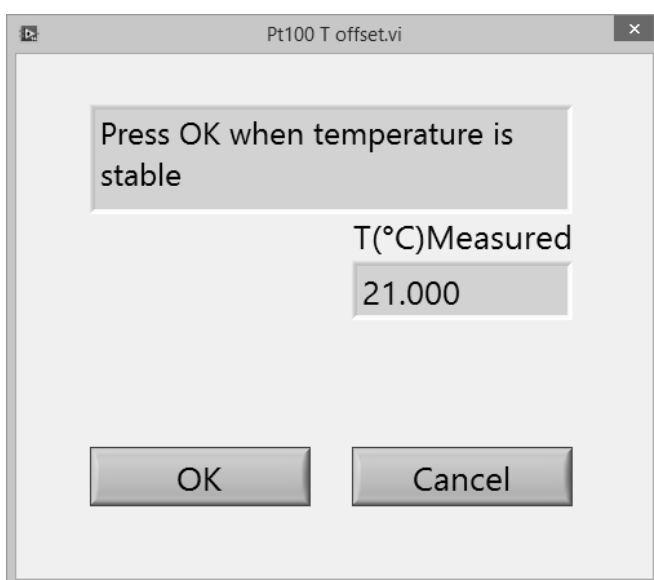 Pt100 T offset.vi
Press OK when temperature is
stable
T(°C)Measured
21.000
OK
Cancel